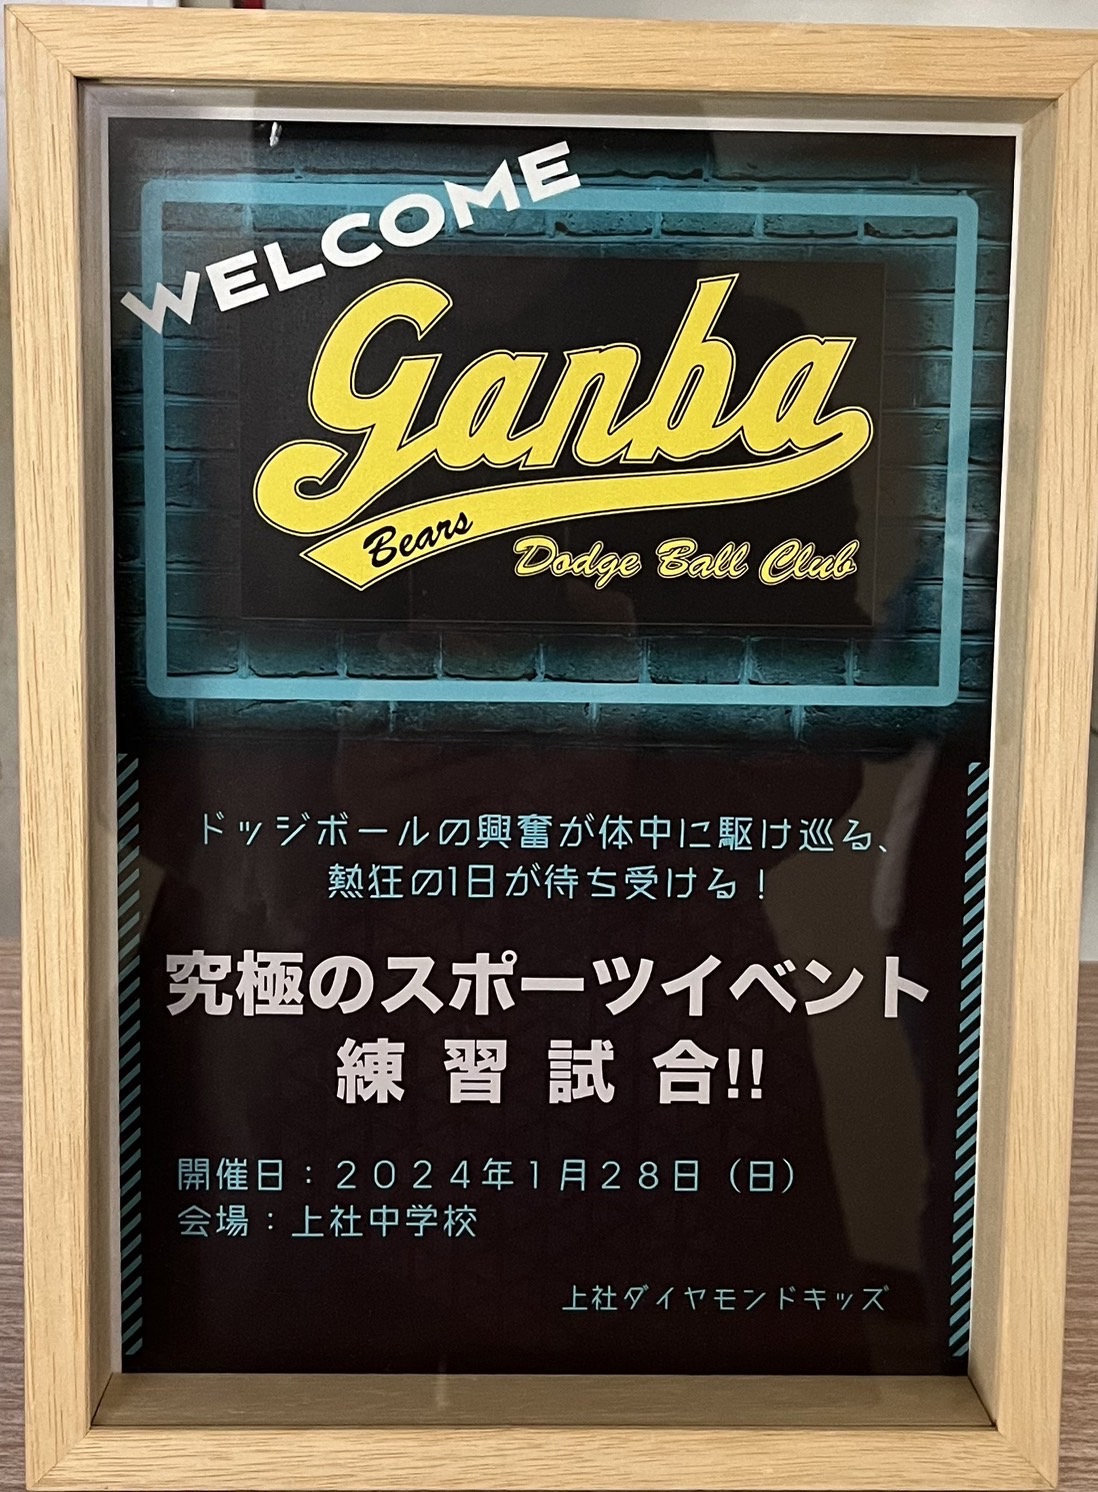 WELCOME
Ganba
Bears
Dodge Ball Club
ドッジボールの興奮が体中に駆け巡る、
熱狂の1日が待ち受ける！
究極のスポーツイベント
練習試合!!
開催日：２０２４年１月２８日（日）
会場：上社中学校
上社ダイヤモンドキッズ